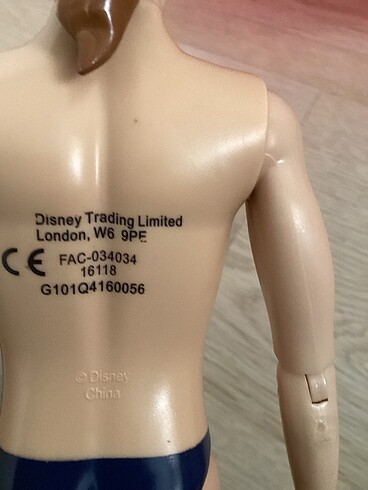 Disney Trading Limited
London, W6 9PE
CE FAC-034034
16118
G101Q4160056
© Disney
China